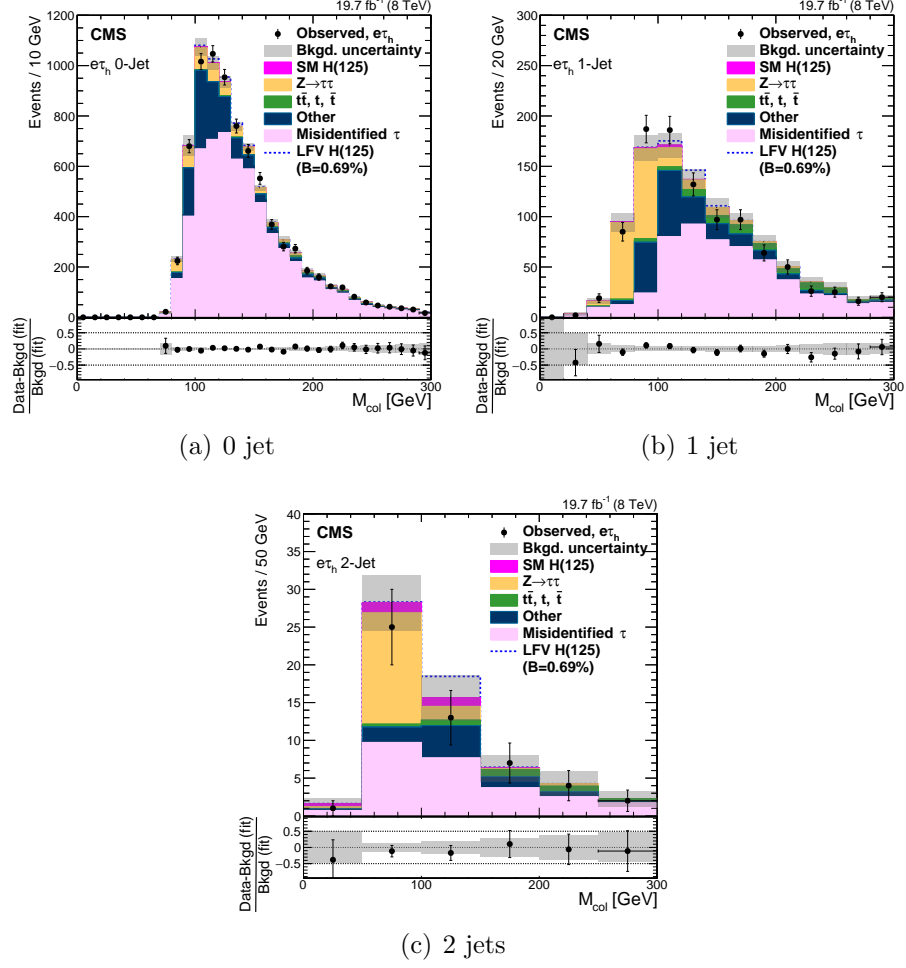 19.7 fb⁻¹ (8 TeV)
CMS
eτh 0-Jet
Observed, eτh
Bkgd. uncertainty
SM H(125)
Z→ττ
tt̄, t, t̄
Other
Misidentified τ
LFV H(125)
(B=0.69%)
Events / 10 GeV
1200
1000
800
600
400
200
0
Data-Bkgd (fit)
Bkgd (fit)
0.5
0
−0.5
0 100 200 300
Mcol [GeV]
(a) 0 jet
19.7 fb⁻¹ (8 TeV)
CMS
eτh 1-Jet
Observed, eτh
Bkgd. uncertainty
SM H(125)
Z→ττ
tt̄, t, t̄
Other
Misidentified τ
LFV H(125)
(B=0.69%)
Events / 20 GeV
300
250
200
150
100
50
0
Data-Bkgd (fit)
Bkgd (fit)
0.5
0
−0.5
0 100 200 300
Mcol [GeV]
(b) 1 jet
19.7 fb⁻¹ (8 TeV)
CMS
eτh 2-Jet
Observed, eτh
Bkgd. uncertainty
SM H(125)
Z→ττ
tt̄, t, t̄
Other
Misidentified τ
LFV H(125)
(B=0.69%)
Events / 50 GeV
40
35
30
25
20
15
10
5
0
Data-Bkgd (fit)
Bkgd (fit)
0.5
0
−0.5
0 100 200 300
Mcol [GeV]
(c) 2 jets